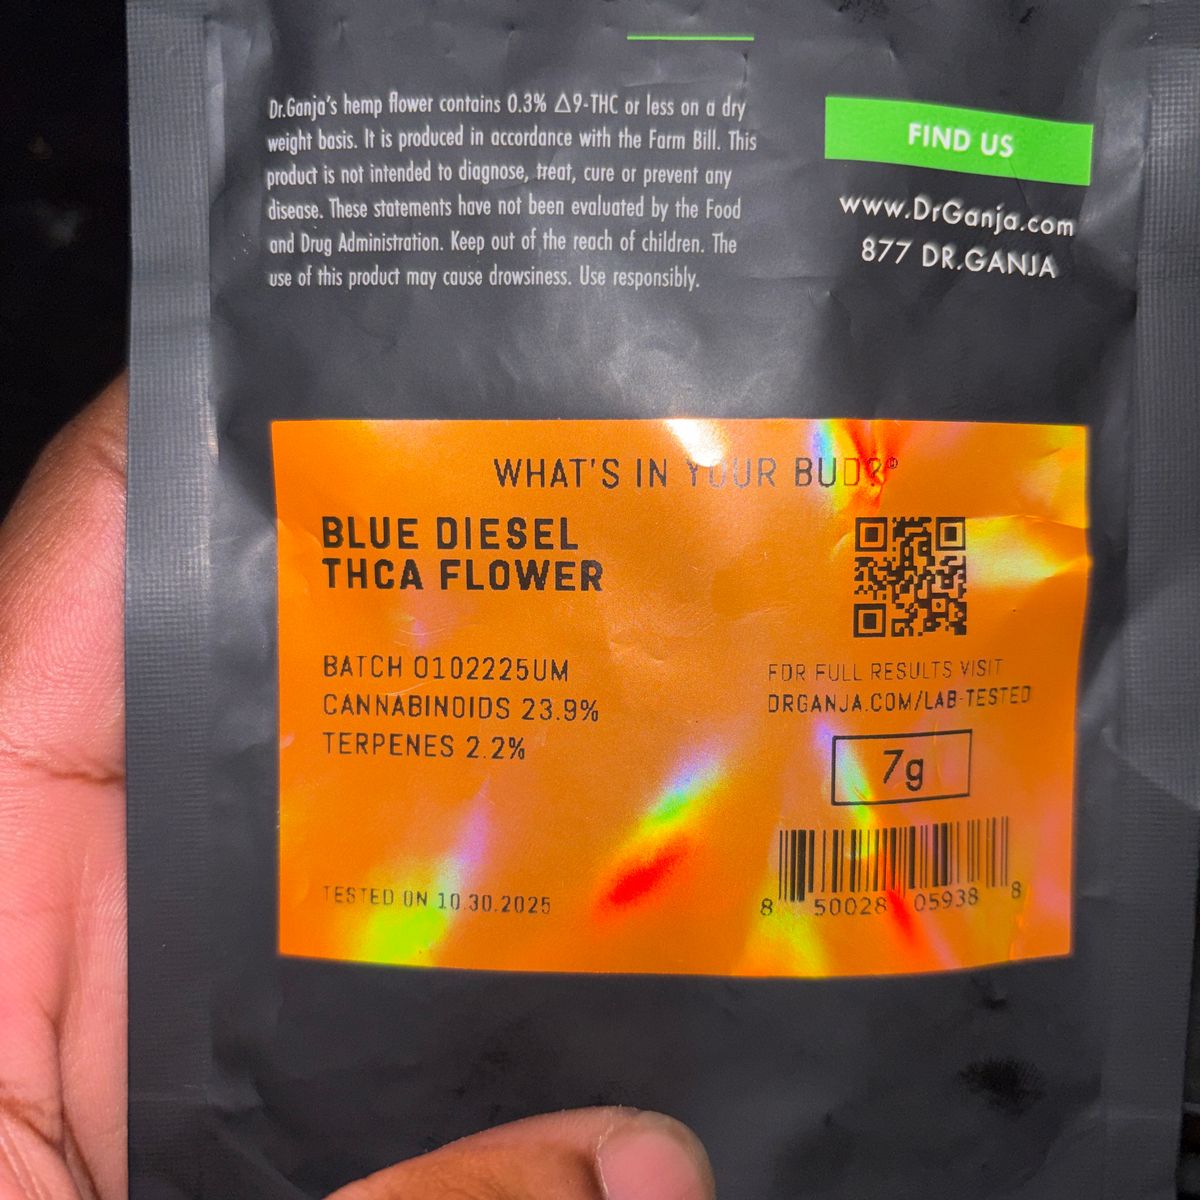 Dr.Ganja's hemp flower contains 0.3% Δ9-THC or less on a dry
weight basis. It is produced in accordance with the Farm Bill. This
product is not intended to diagnose, treat, cure or prevent any
disease. These statements have not been evaluated by the Food
and Drug Administration. Keep out of the reach of children. The
use of this product may cause drowsiness. Use responsibly.
FIND US
www.DrGanja.com
877 DR.GANJA
WHAT'S IN YOUR BUD?®
BLUE DIESEL
THCA FLOWER
BATCH 0102225UM
CANNABINOIDS 23.9%
TERPENES 2.2%
TESTED ON 10.30.2025
FOR FULL RESULTS VISIT
DRGANJA.COM/LAB-TESTED
7g
8 50028 05938 8